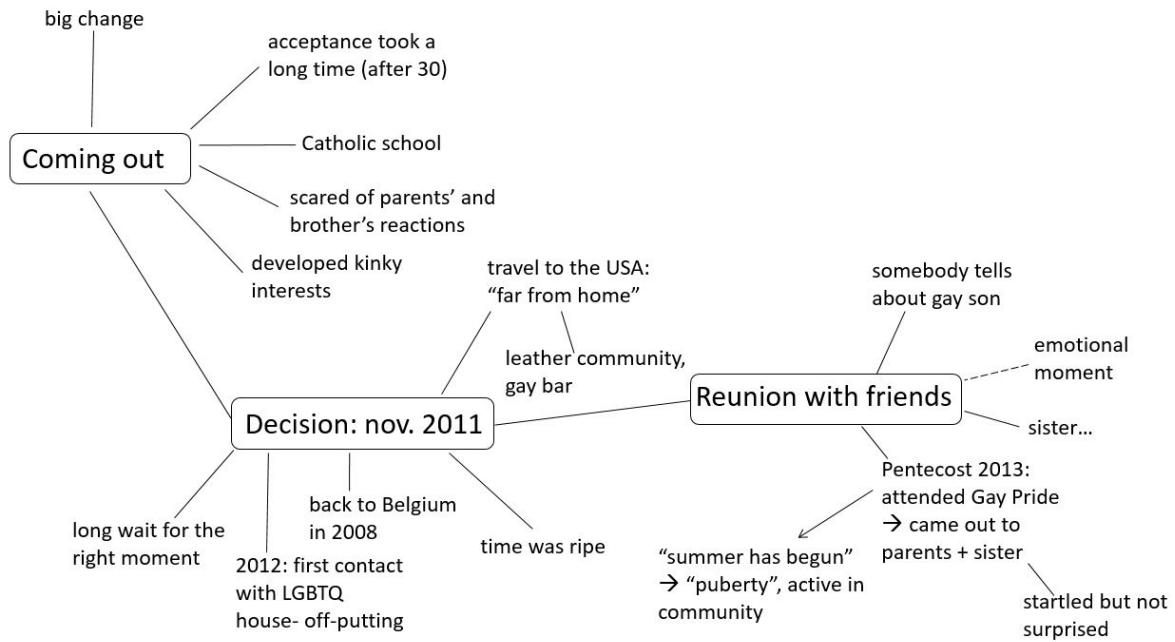 big change
acceptance took a
long time (after 30)
Coming out
Catholic school
scared of parents’ and
brother’s reactions
developed kinky
interests
travel to the USA:
“far from home”
leather community,
gay bar
somebody tells
about gay son
emotional
moment
Reunion with friends
sister...
Decision: nov. 2011
Pentecost 2013:
attended Gay Pride
→ came out to
parents + sister
long wait for the
right moment
back to Belgium
in 2008
2012: first contact
with LGBTQ
house- off-putting
time was ripe
“summer has begun”
→ “puberty”, active in
community
startled but not
surprised